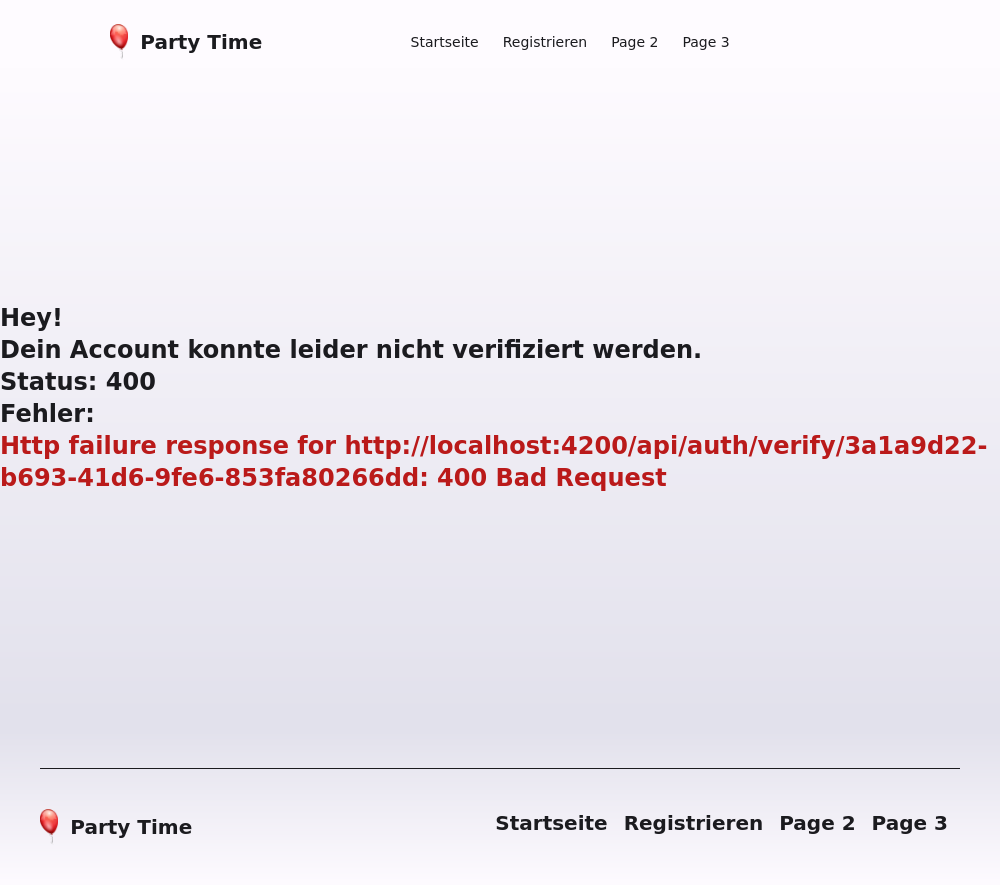 Party Time
Startseite Registrieren Page 2 Page 3
Hey!
Dein Account konnte leider nicht verifiziert werden.
Status: 400
Fehler:
Http failure response for http://localhost:4200/api/auth/verify/3a1a9d22-
b693-41d6-9fe6-853fa80266dd: 400 Bad Request
Party Time
Startseite Registrieren Page 2 Page 3